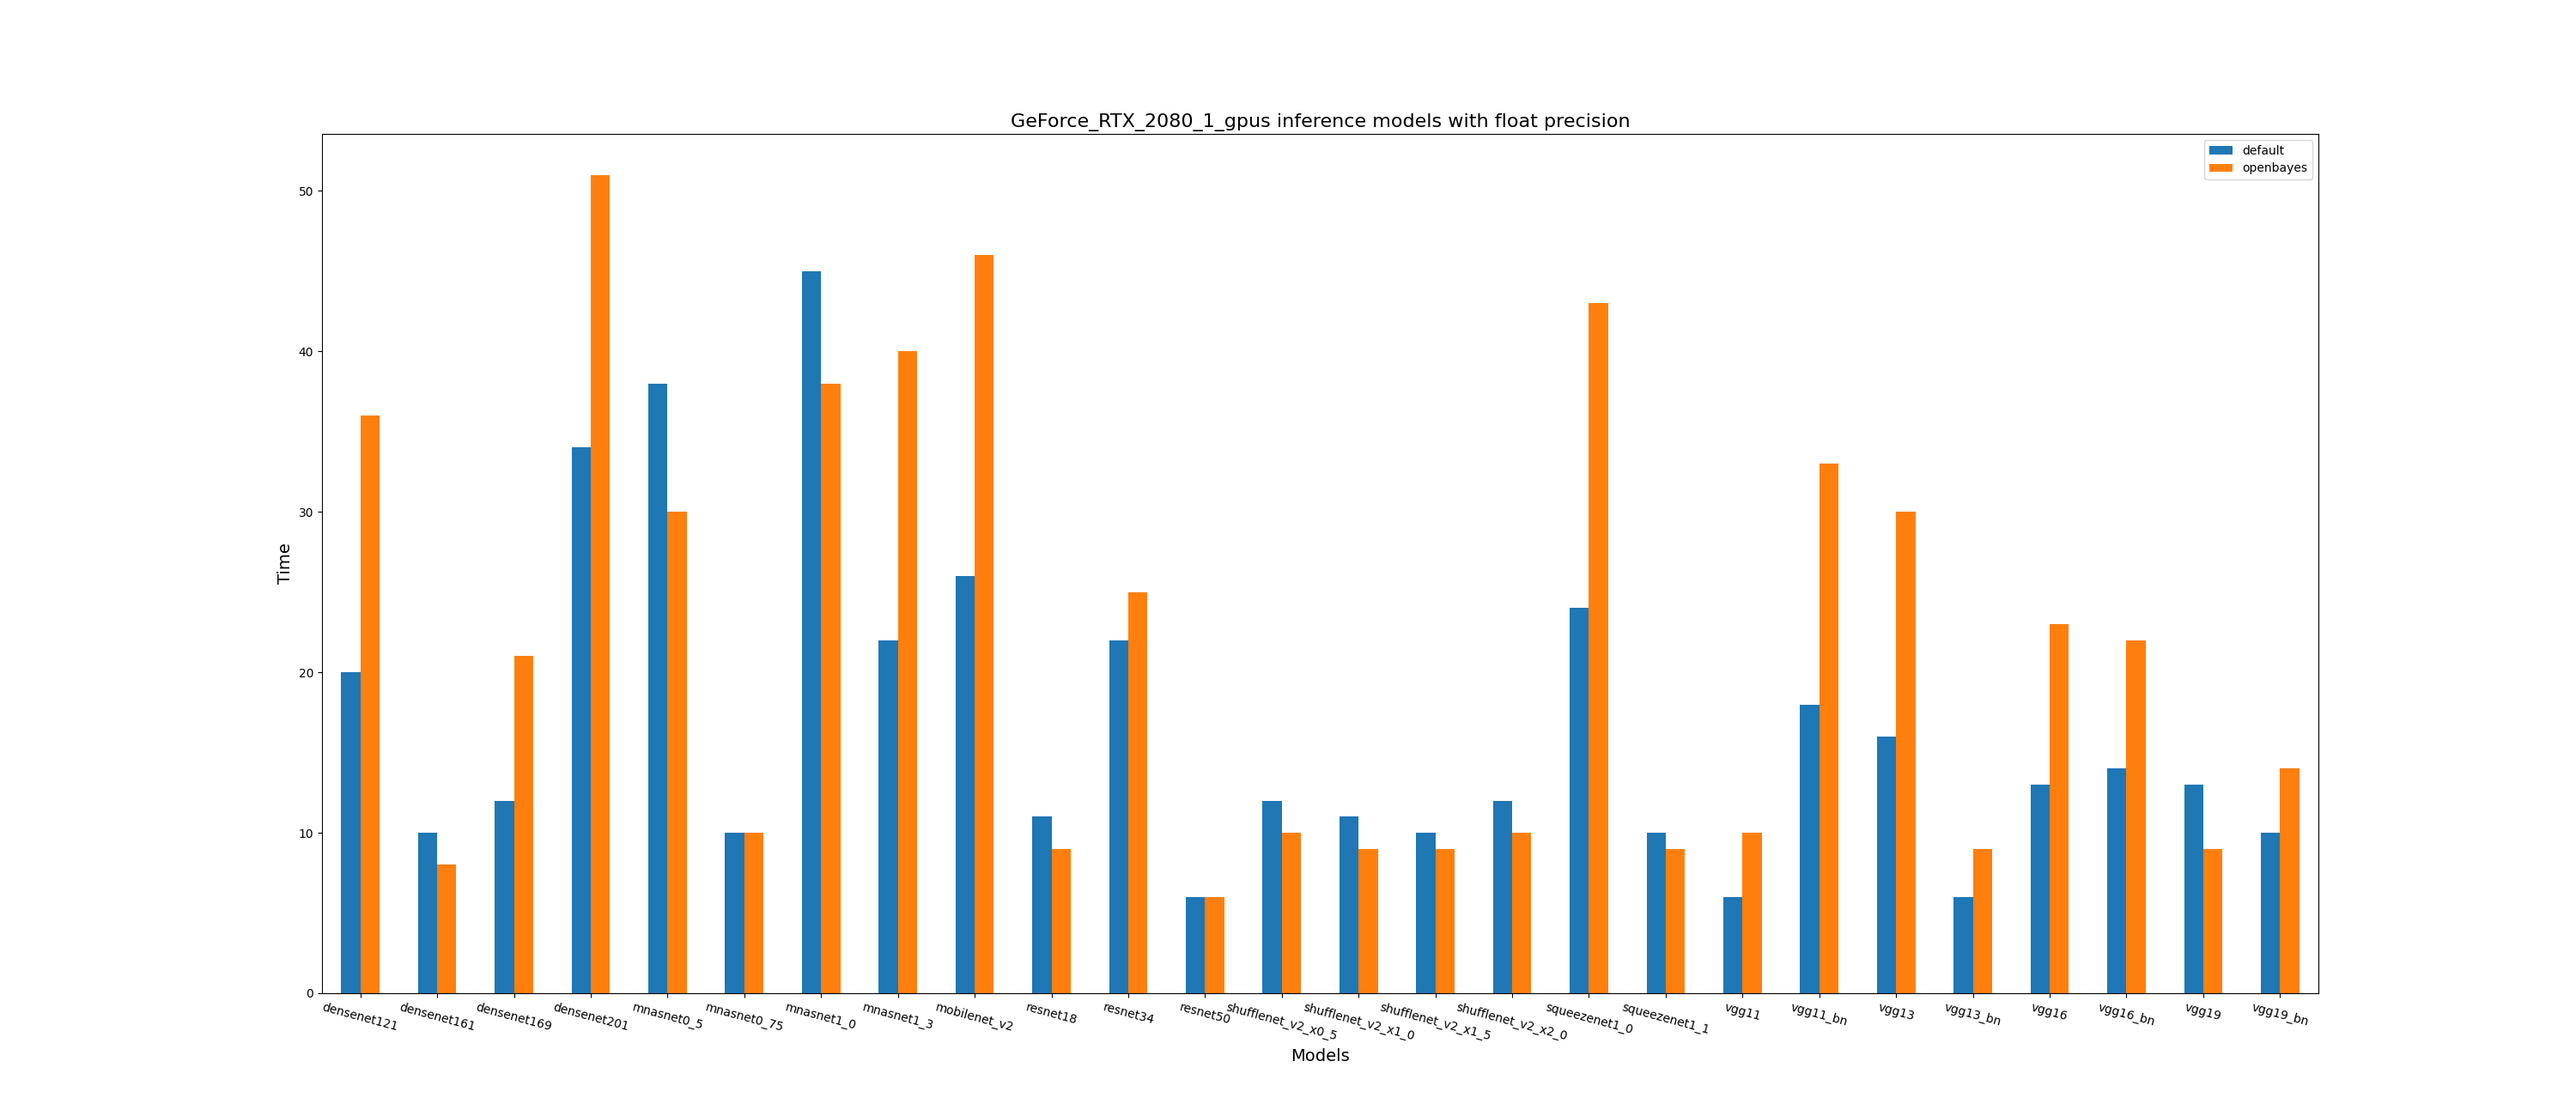 GeForce_RTX_2080_1_gpus inference models with float precision
default
openbayes
50
40
30
20
10
0
Time
densenet121
densenet161
densenet169
densenet201
mnasnet0_5
mnasnet0_75
mnasnet1_0
mnasnet1_3
mobilenet_v2
resnet18
resnet34
resnet50
shufflenet_v2_x0_5
shufflenet_v2_x1_0
shufflenet_v2_x1_5
shufflenet_v2_x2_0
squeezenet1_0
squeezenet1_1
vgg11
vgg11_bn
vgg13
vgg13_bn
vgg16
vgg16_bn
vgg19
vgg19_bn
Models